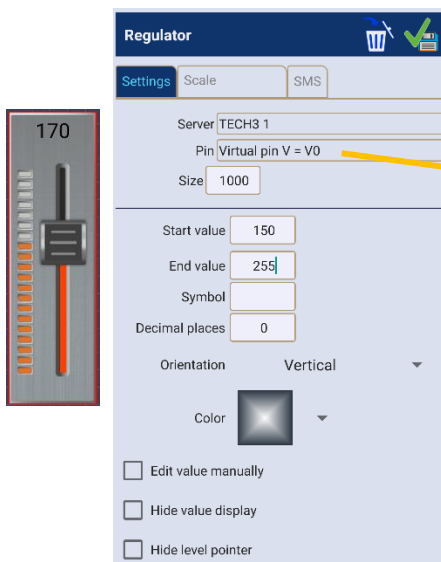 170
Regulator
Settings Scale SMS
Server TECH3 1
Pin Virtual pin V = V0
Size 1000
Start value 150
End value 255
Symbol
Decimal places 0
Orientation Vertical
Color
Edit value manually
Hide value display
Hide level pointer